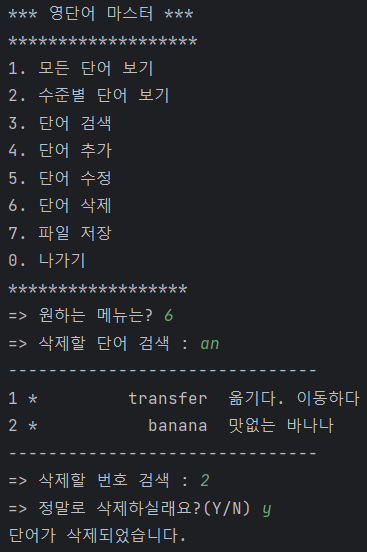 *** 영단어 마스터 ***
*******************
1. 모든 단어 보기
2. 수준별 단어 보기
3. 단어 검색
4. 단어 추가
5. 단어 수정
6. 단어 삭제
7. 파일 저장
0. 나가기
******************
=> 원하는 메뉴는? 6
=> 삭제할 단어 검색 : an
-------------------------------
1 *         transfer  옮기다. 이동하다
2 *           banana  맛없는 바나나
-------------------------------
=> 삭제할 번호 검색 : 2
=> 정말로 삭제하실래요?(Y/N) y
단어가 삭제되었습니다.